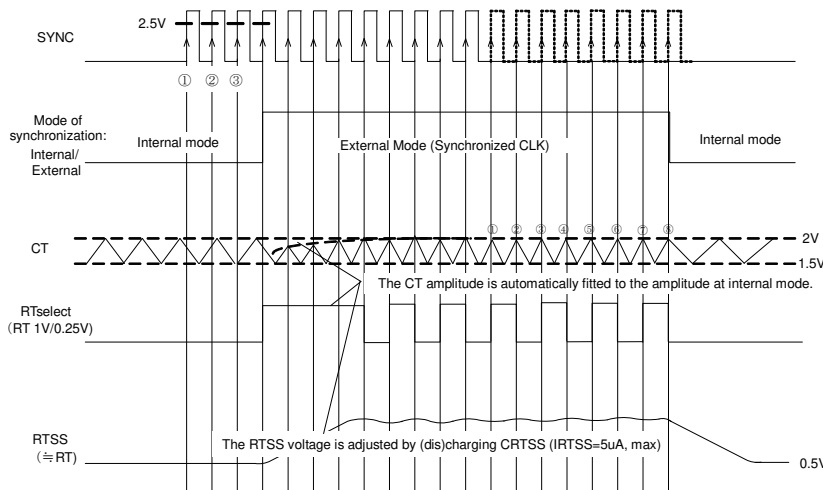 2.5V
SYNC
① ② ③
Mode of
synchronization:
Internal/
External
Internal mode
External Mode (Synchronized CLK)
Internal mode
① ② ③ ④ ⑤ ⑥ ⑦ ⑧
CT
2V
1.5V
The CT amplitude is automatically fitted to the amplitude at internal mode.
RTselect
(RT 1V/0.25V)
RTSS
(≒RT)
The RTSS voltage is adjusted by (dis)charging CRTSS (IRTSS=5uA, max)
0.5V